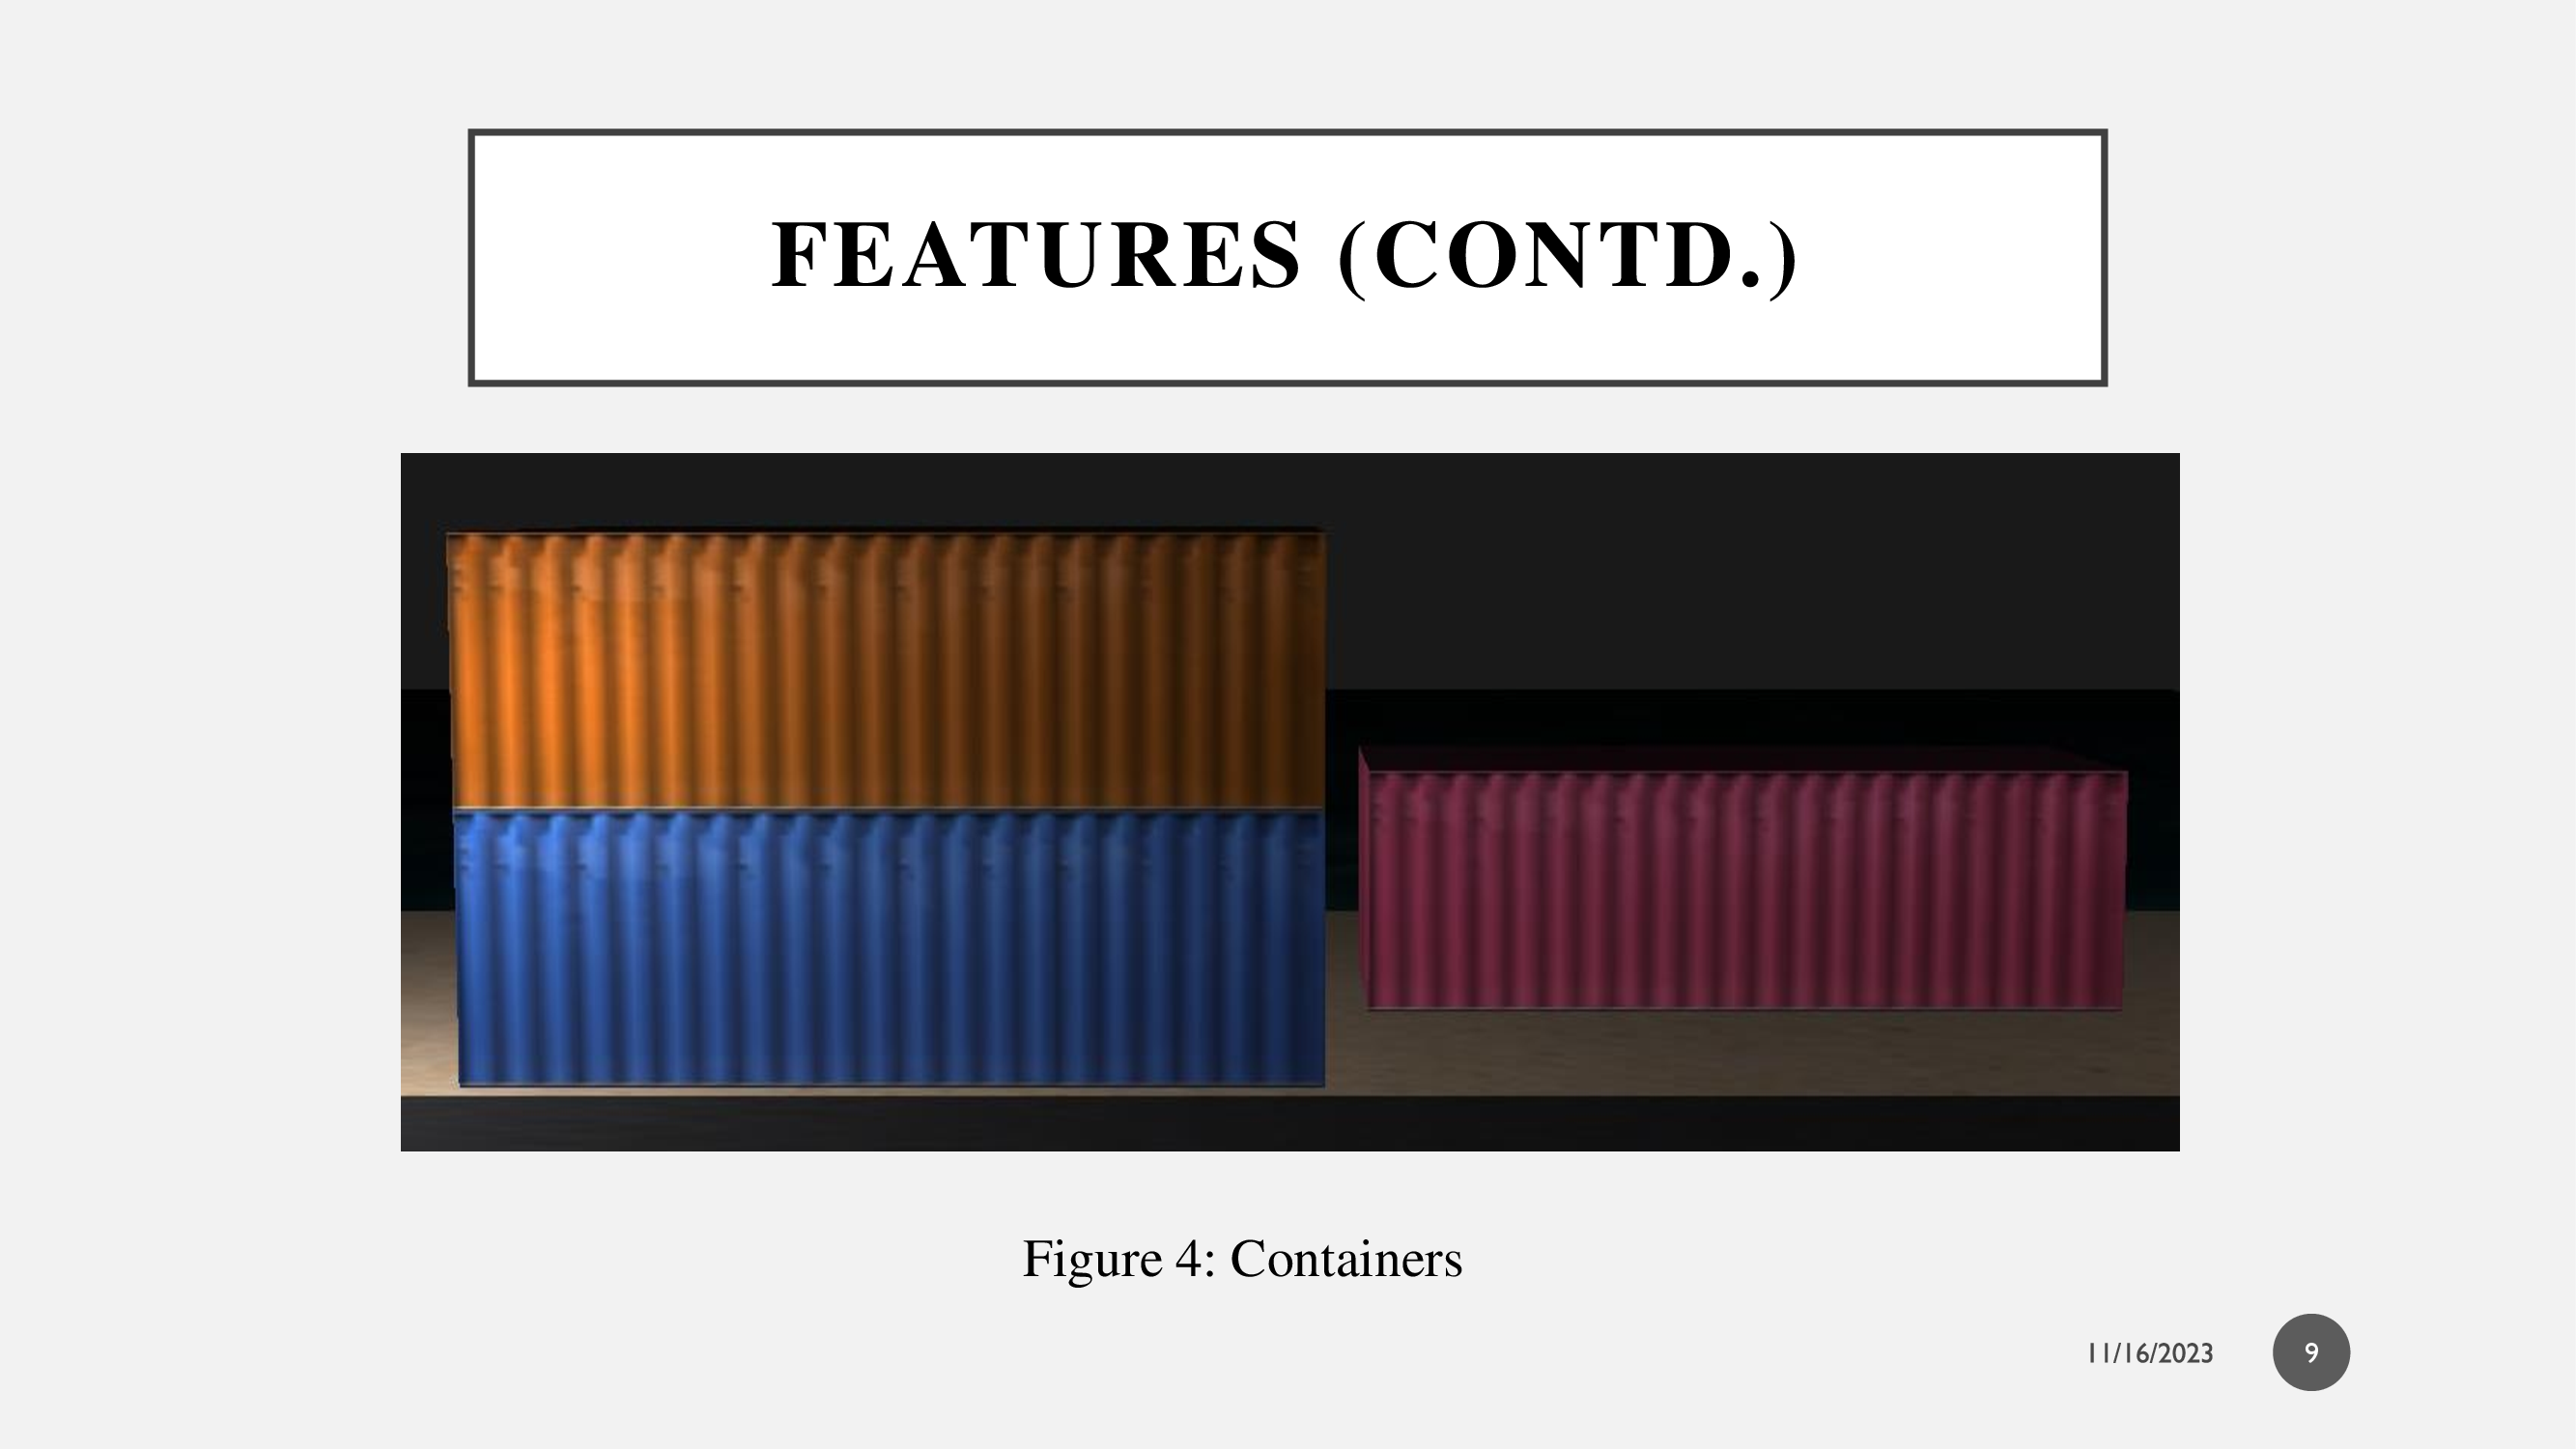 FEATURES (CONTD.)
Figure 4: Containers
11/16/2023
9